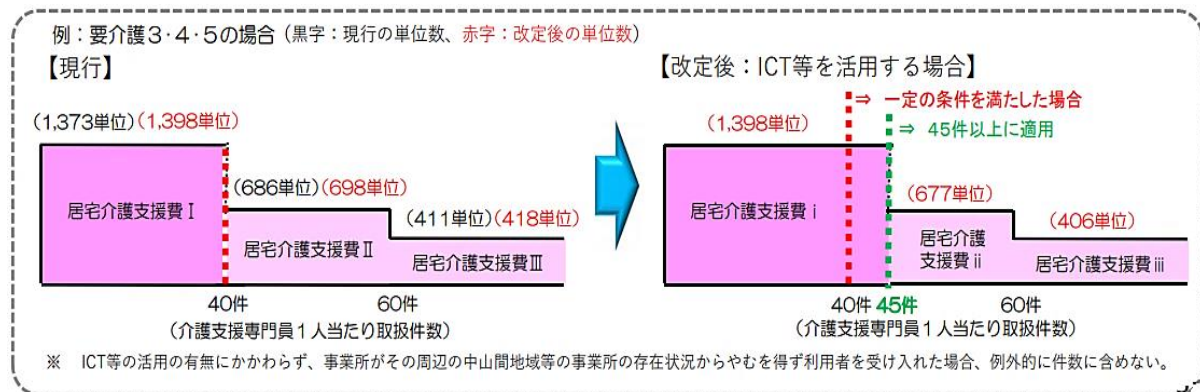 例：要介護３・４・５の場合（黒字：現行の単位数、赤字：改定後の単位数）
【現行】
(1,373単位)(1,398単位)
居宅介護支援費Ⅰ
(686単位)(698単位)
居宅介護支援費Ⅱ
(411単位)(418単位)
居宅介護支援費Ⅲ
40件
60件
(介護支援専門員１人当たり取扱件数)
【改定後：ICT等を活用する場合】
⇒ 一定の条件を満たした場合
⇒ 45件以上に適用
(1,398単位)
居宅介護支援費ⅰ
(677単位)
居宅介護
支援費ⅱ
(406単位)
居宅介護支援費ⅲ
40件
45件
60件
(介護支援専門員１人当たり取扱件数)
※ ICT等の活用の有無にかかわらず、事業所がその周辺の中山間地域等の事業所の存在状況からやむを得ず利用者を受け入れた場合、例外的に件数に含めない。